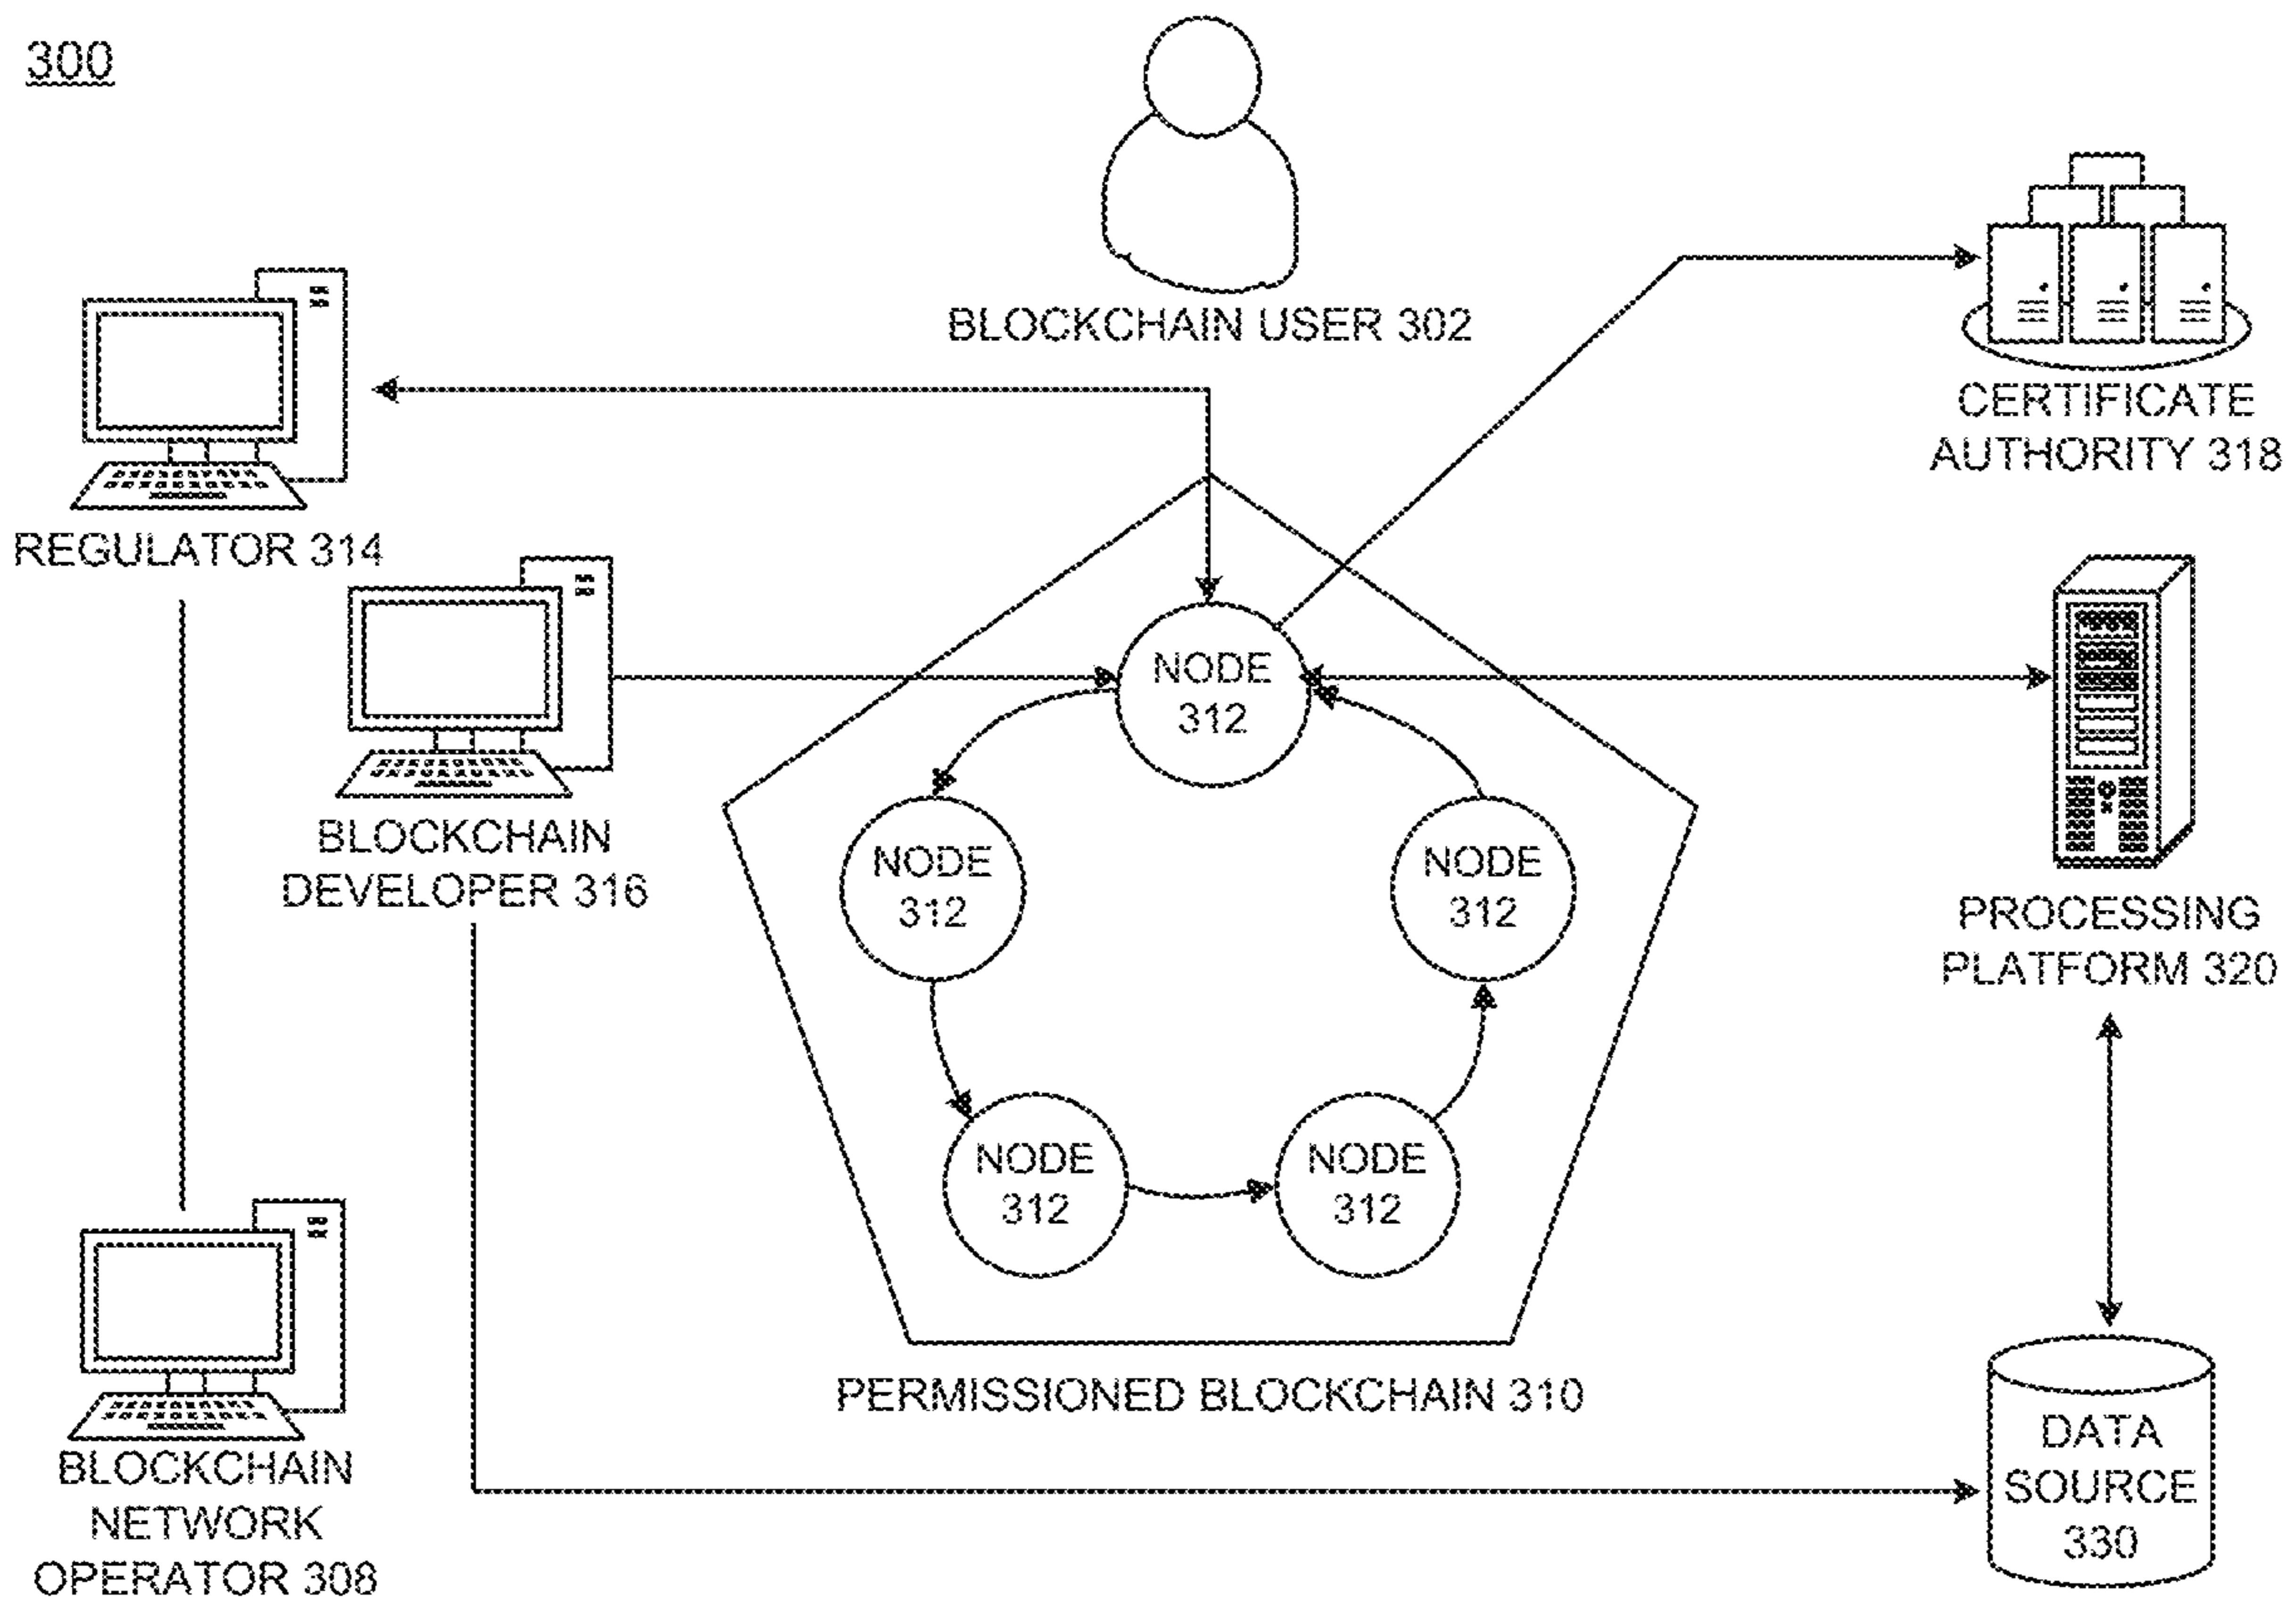 300
BLOCKCHAIN USER 302
CERTIFICATE
AUTHORITY 318
REGULATOR 314
BLOCKCHAIN
DEVELOPER 316
NODE
312
NODE
312
NODE
312
NODE
312
NODE
312
PROCESSING
PLATFORM 320
PERMISSIONED BLOCKCHAIN 310
BLOCKCHAIN
NETWORK
OPERATOR 308
DATA
SOURCE
330